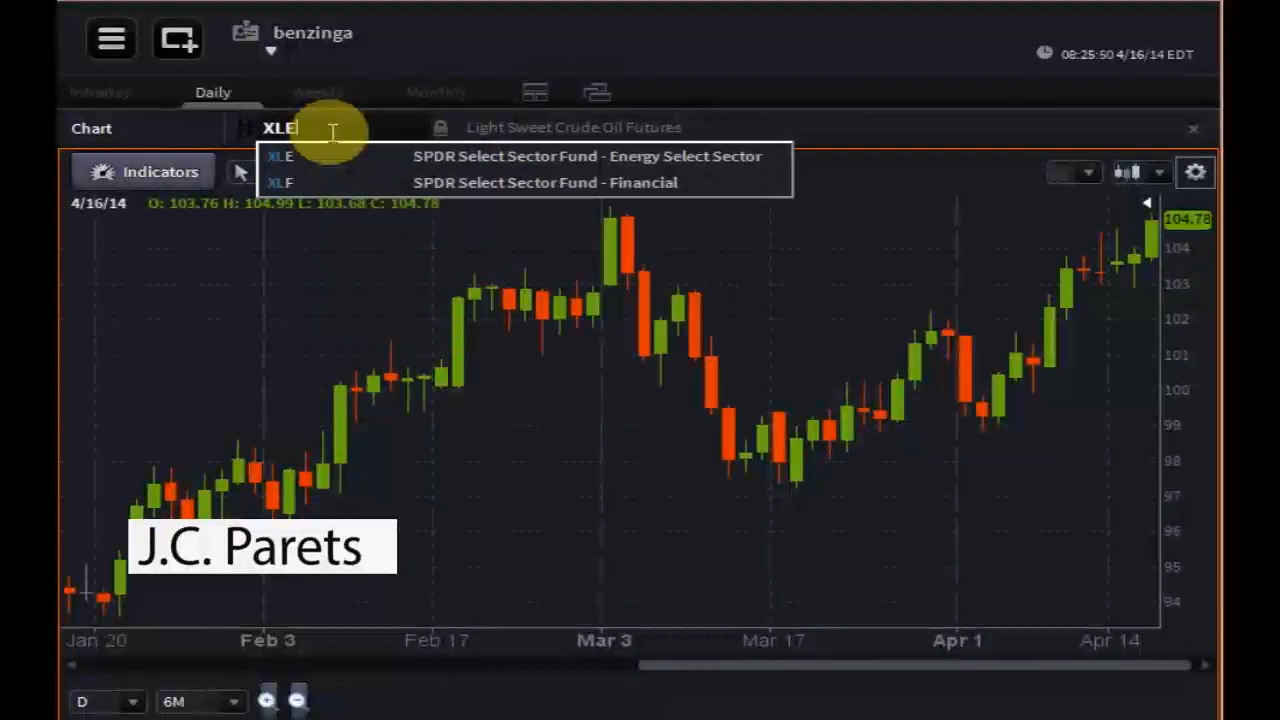 benzinga
08:25:50 4/16/14 EDT
Intraday Daily Weekly Monthly
Chart XLE Light Sweet Crude Oil Futures
XLE SPDR Select Sector Fund - Energy Select Sector
XLF SPDR Select Sector Fund - Financial
Indicators
4/16/14 O: 103.76 H: 104.99 L: 103.68 C: 104.78
104.78
104
103
102
101
100
99
98
97
96
95
94
J.C. Parets
Jan 20 Feb 3 Feb 17 Mar 3 Mar 17 Apr 1 Apr 14
D 6M